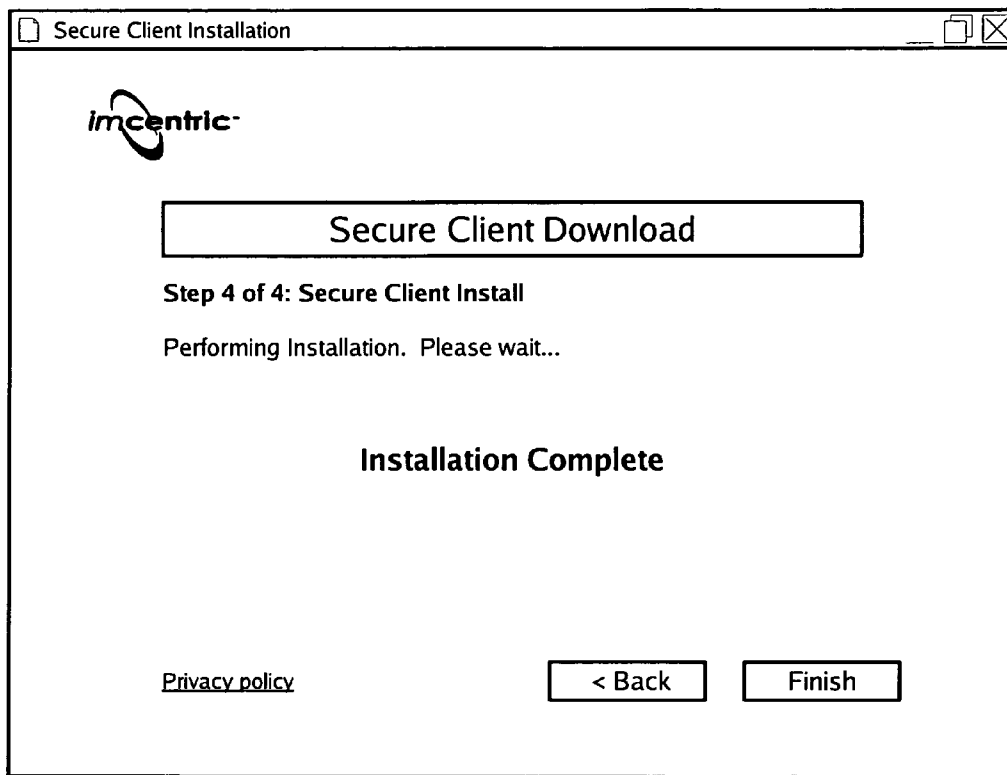 Secure Client Installation
imcentric
Secure Client Download
Step 4 of 4: Secure Client Install
Performing Installation. Please wait...
Installation Complete
Privacy policy
< Back
Finish